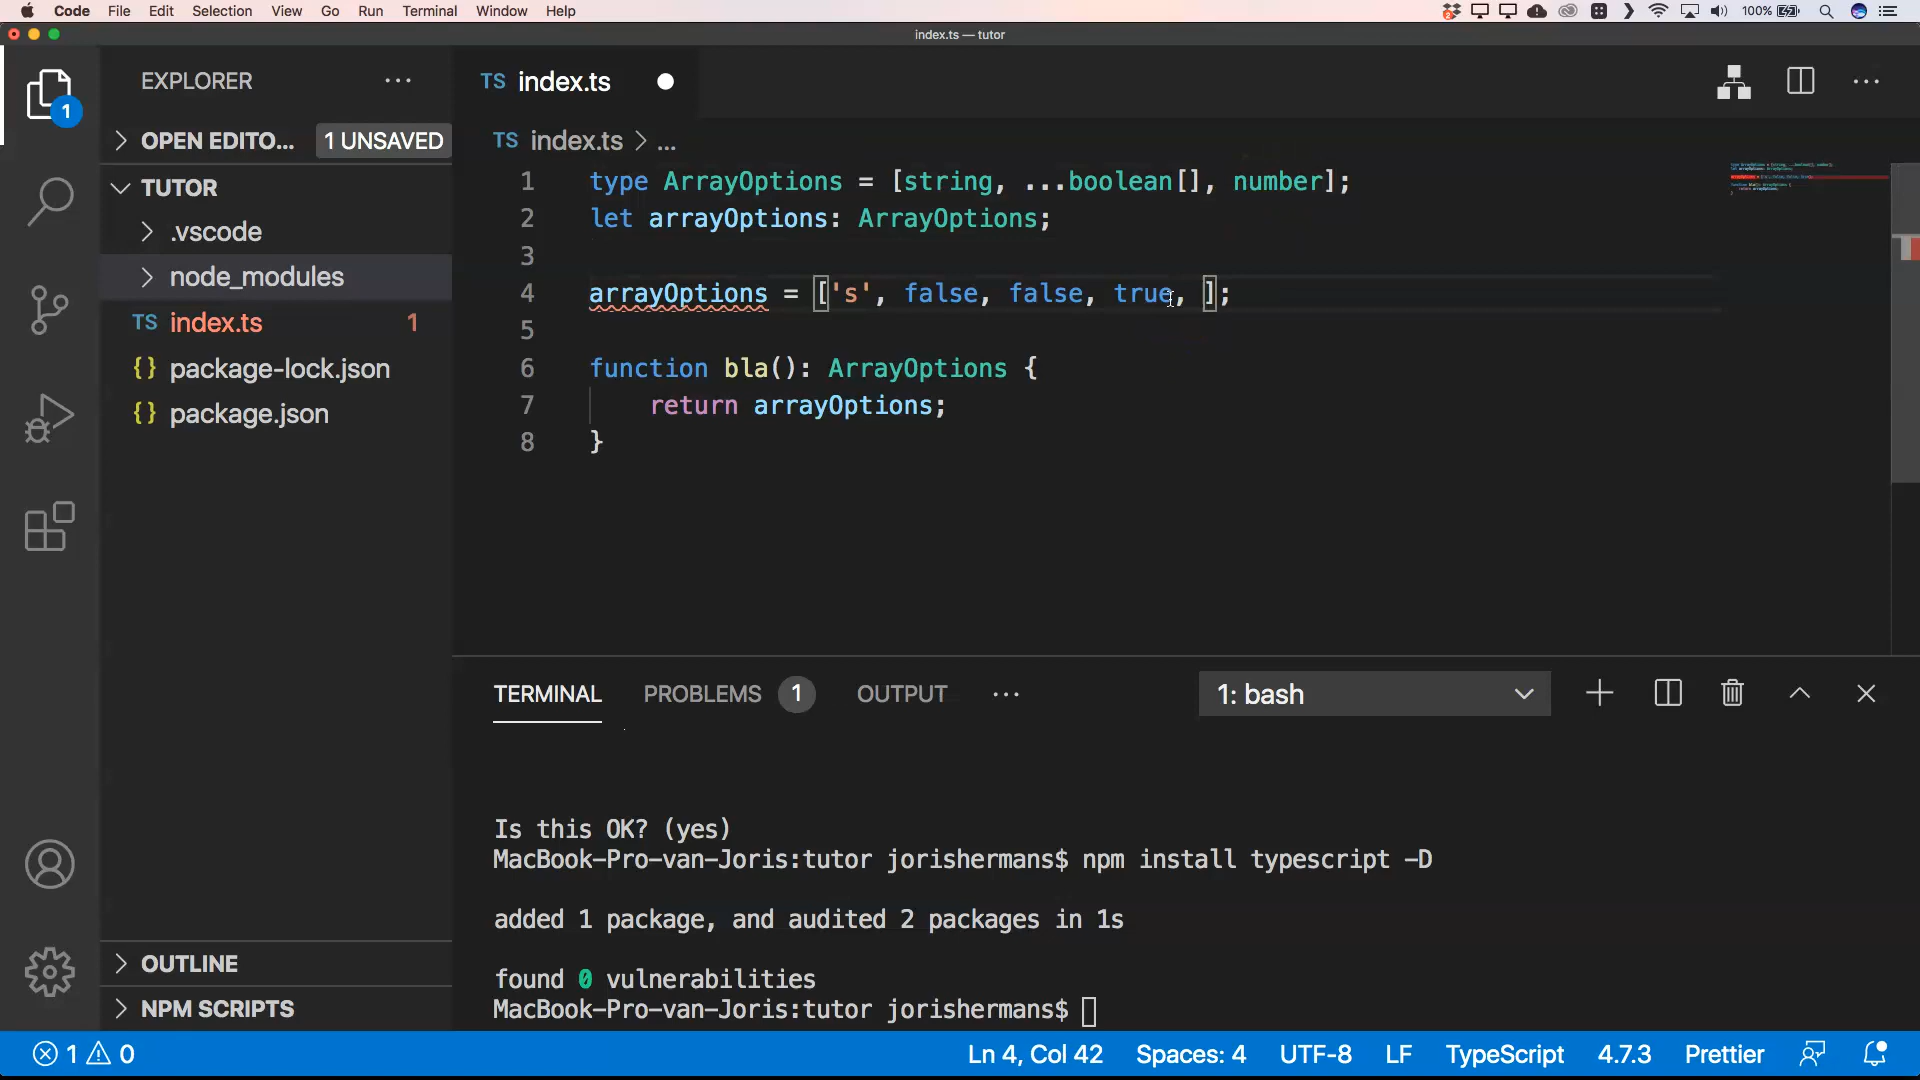 Code File Edit Selection View Go Run Terminal Window Help 100%
index.ts — tutor
EXPLORER
TS index.ts
OPEN EDITO... 1 UNSAVED
TS index.ts > ...
TUTOR
.vscode
node_modules
TS index.ts 1
{} package-lock.json
{} package.json
OUTLINE
NPM SCRIPTS
1
1 type ArrayOptions = [string, ...boolean[], number];
2 let arrayOptions: ArrayOptions;
3
4 arrayOptions = ['s', false, false, true, ];
5
6 function bla(): ArrayOptions {
7 return arrayOptions;
8 }
TERMINAL PROBLEMS 1 OUTPUT ... 1: bash
Is this OK? (yes)
MacBook-Pro-van-Joris:tutor jorishermans$ npm install typescript -D
added 1 package, and audited 2 packages in 1s
found 0 vulnerabilities
MacBook-Pro-van-Joris:tutor jorishermans$
1 0 Ln 4, Col 42 Spaces: 4 UTF-8 LF TypeScript 4.7.3 Prettier